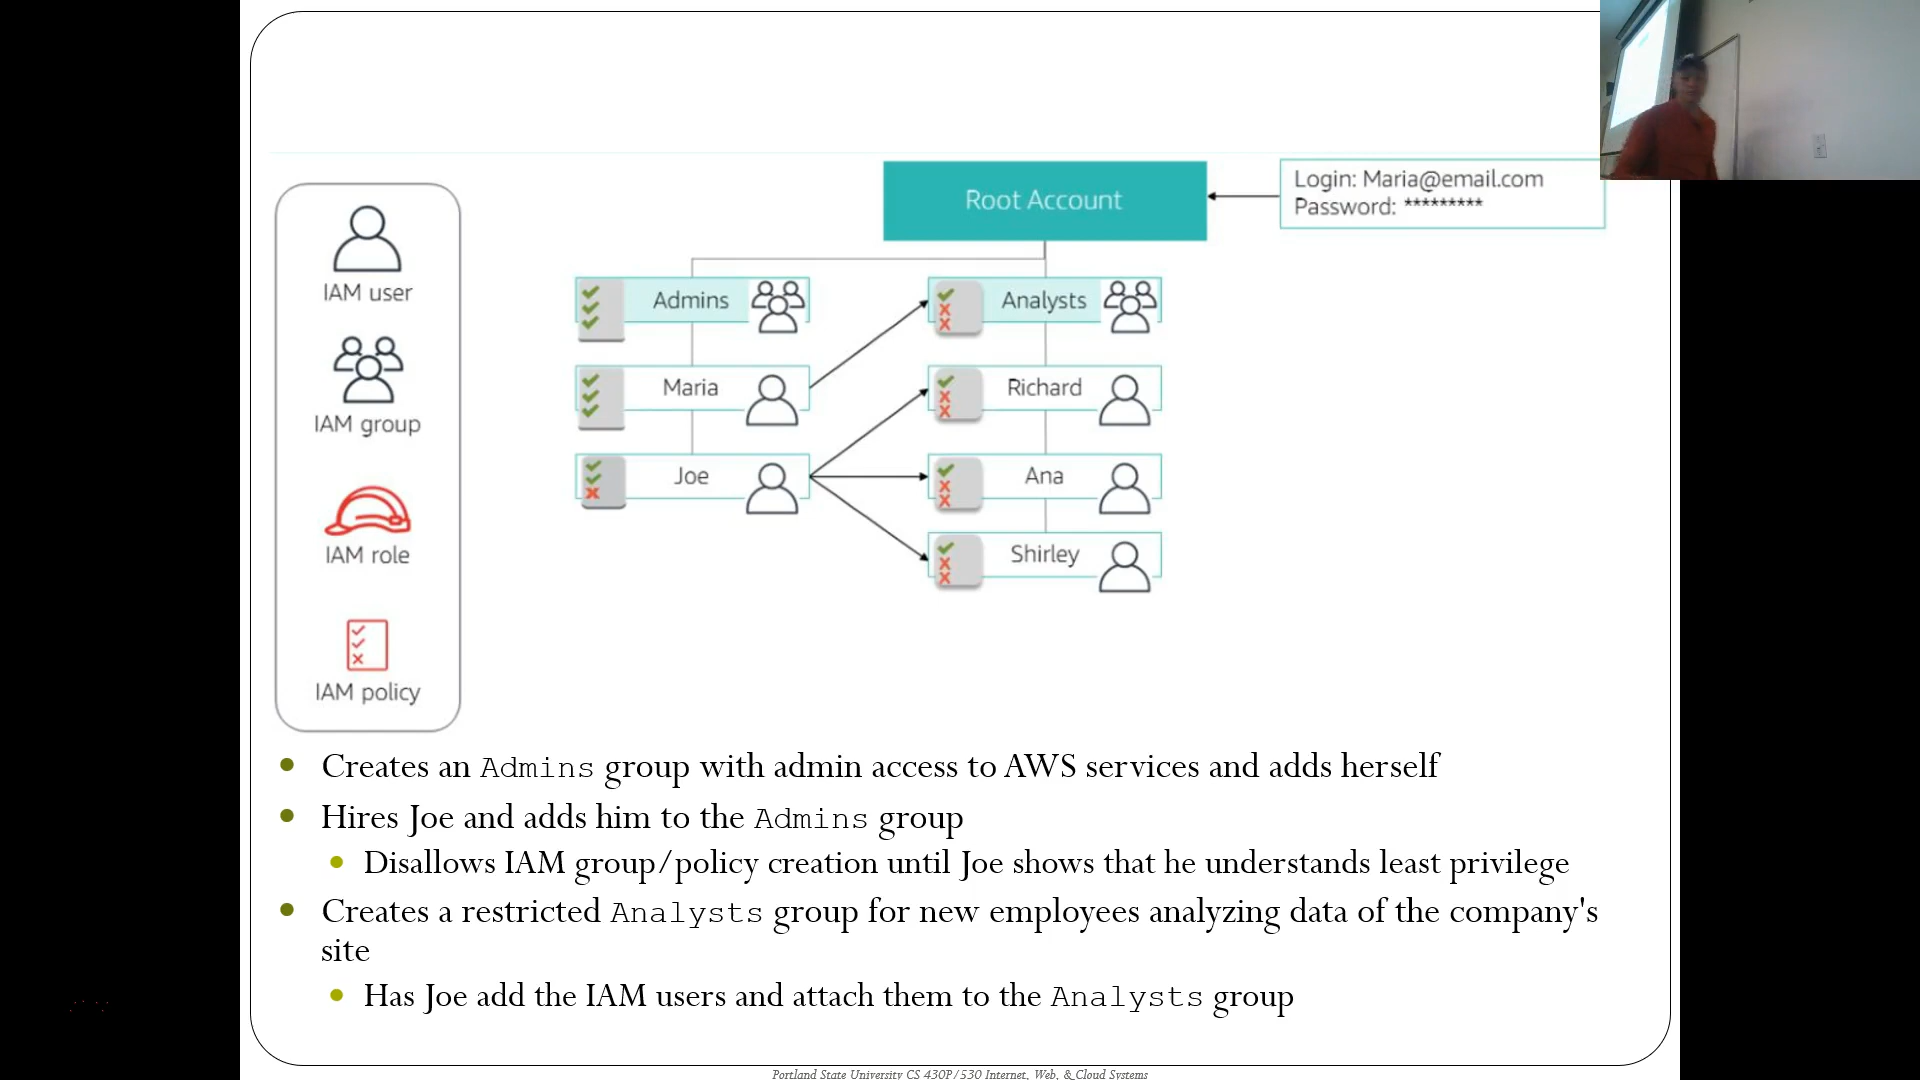 Root Account
Login: Maria@email.com
Password: *********
IAM user
IAM group
IAM role
IAM policy
Admins
Analysts
Maria
Richard
Joe
Ana
Shirley
Creates an Admins group with admin access to AWS services and adds herself
Hires Joe and adds him to the Admins group
Disallows IAM group/policy creation until Joe shows that he understands least privilege
Creates a restricted Analysts group for new employees analyzing data of the company's
site
Has Joe add the IAM users and attach them to the Analysts group
Portland State University CS 430P/530 Internet, Web, & Cloud Systems